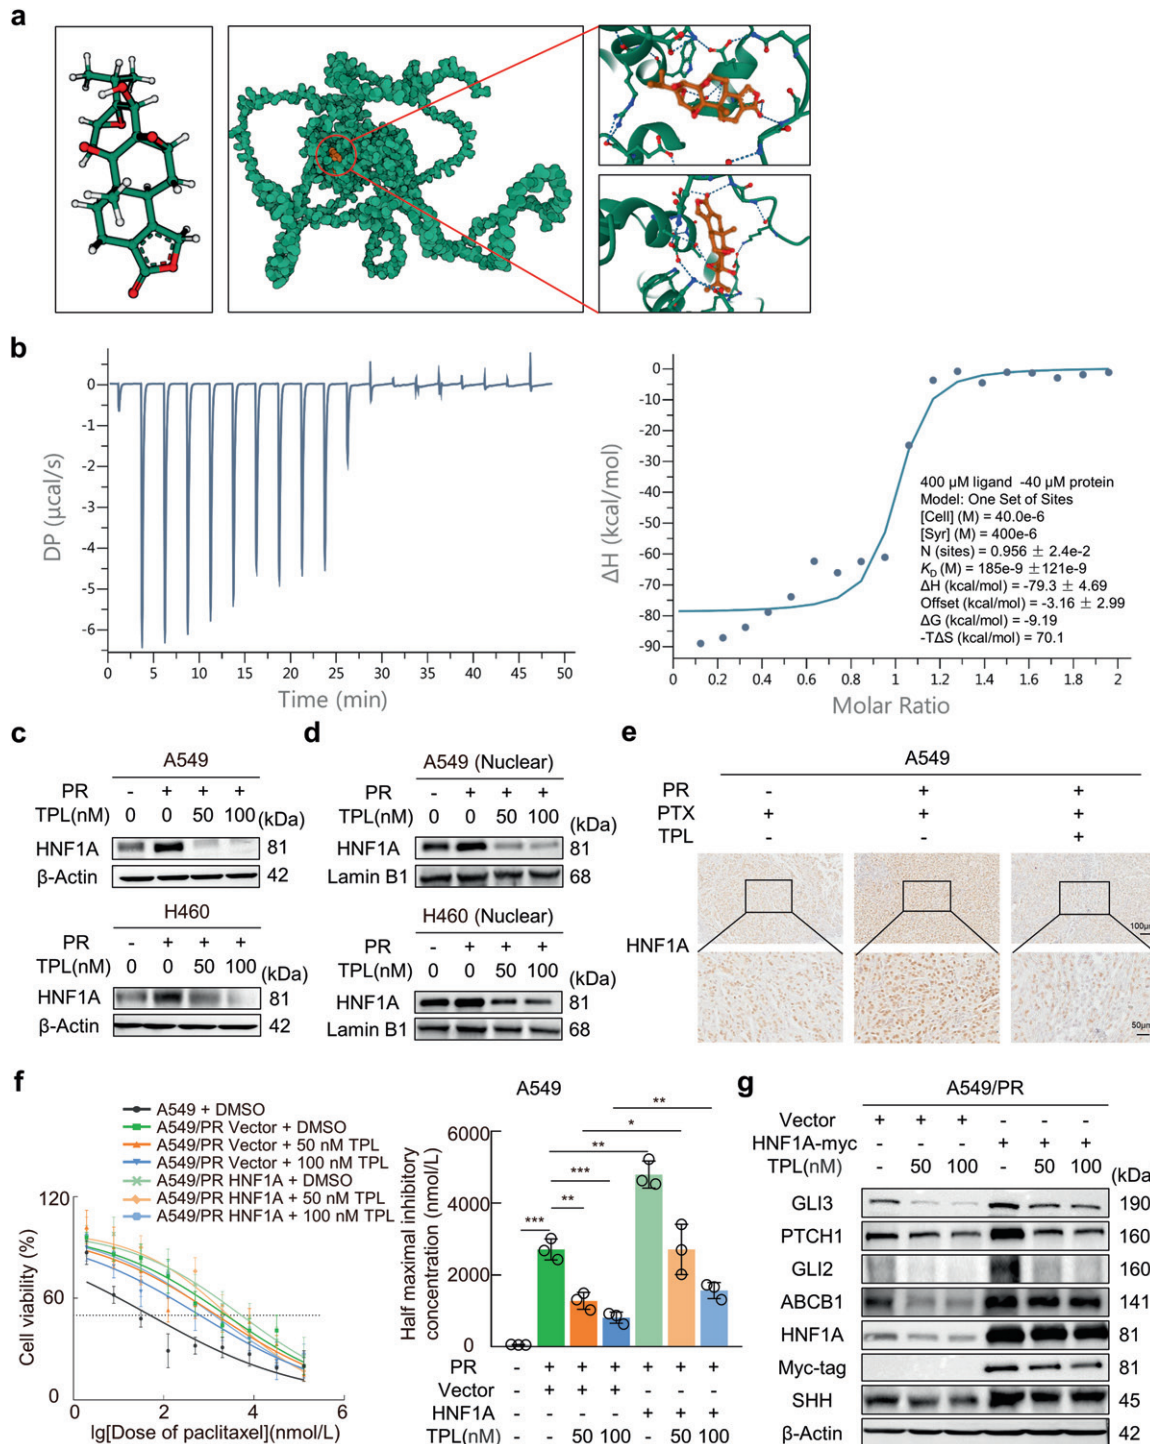 a
b
0
-1
-2
-3
-4
-5
-6
DP (µcal/s)
0 5 10 15 20 25 30 35 40 45 50
Time (min)
0
-10
-20
-30
-40
-50
-60
-70
-80
-90
ΔH (kcal/mol)
400 µM ligand -40 µM protein
Model: One Set of Sites
[Cell] (M) = 40.0e-6
[Syr] (M) = 400e-6
N (sites) = 0.956 ± 2.4e-2
KD (M) = 185e-9 ±121e-9
ΔH (kcal/mol) = -79.3 ± 4.69
Offset (kcal/mol) = -3.16 ± 2.99
ΔG (kcal/mol) = -9.19
-TΔS (kcal/mol) = 70.1
0 0.2 0.4 0.6 0.8 1 1.2 1.4 1.6 1.8 2
Molar Ratio
c
A549
PR - + + +
TPL(nM) 0 0 50 100 (kDa)
HNF1A 81
β-Actin 42
H460
PR - + + +
TPL(nM) 0 0 50 100 (kDa)
HNF1A 81
β-Actin 42
d
A549 (Nuclear)
PR - + + +
TPL(nM) 0 0 50 100 (kDa)
HNF1A 81
Lamin B1 68
H460 (Nuclear)
PR - + + +
TPL(nM) 0 0 50 100 (kDa)
HNF1A 81
Lamin B1 68
e
A549
PR - + +
PTX + + +
TPL - - +
HNF1A
100µm
50µm
f
A549 + DMSO
A549/PR Vector + DMSO
A549/PR Vector + 50 nM TPL
A549/PR Vector + 100 nM TPL
A549/PR HNF1A + DMSO
A549/PR HNF1A + 50 nM TPL
A549/PR HNF1A + 100 nM TPL
120
60
0
Cell viability (%)
0 2 4 6
lg[Dose of paclitaxel](nmol/L)
A549
Half maximal inhibitory
concentration (nmol/L)
6000
4000
2000
0
**
*
**
***
**
***
PR - + + + + + +
Vector - + + + - - -
HNF1A - - - - + + +
TPL(nM) - - 50 100 - 50 100
g
A549/PR
Vector + + + - - -
HNF1A-myc - - - + + +
TPL(nM) - 50 100 - 50 100 (kDa)
GLI3 190
PTCH1 160
GLI2 160
ABCB1 141
HNF1A 81
Myc-tag 81
SHH 45
β-Actin 42